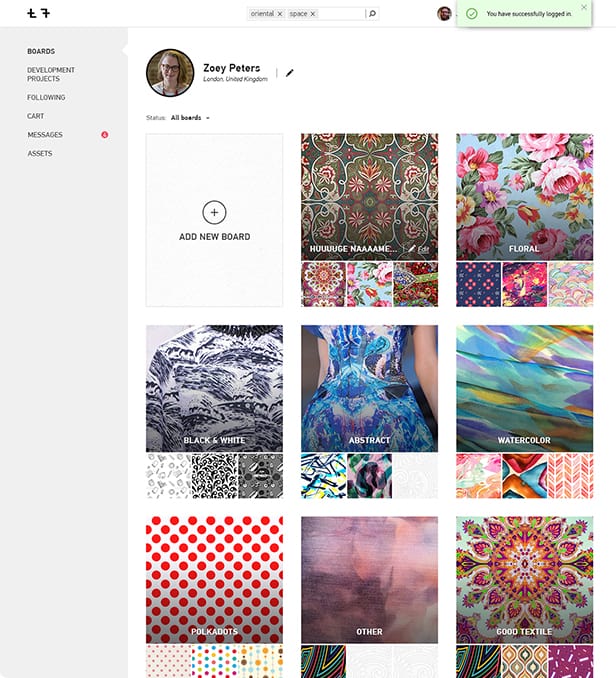 oriental × space ×
You have successfully logged in.
BOARDS
DEVELOPMENT
PROJECTS
FOLLOWING
CART
MESSAGES
ASSETS
Zoey Peters
London, United Kingdom
Status: All boards
ADD NEW BOARD
HUUUUGE NAAAAME... Edit
FLORAL
BLACK & WHITE
ABSTRACT
WATERCOLOR
POLKADOTS
OTHER
GOOD TEXTILE